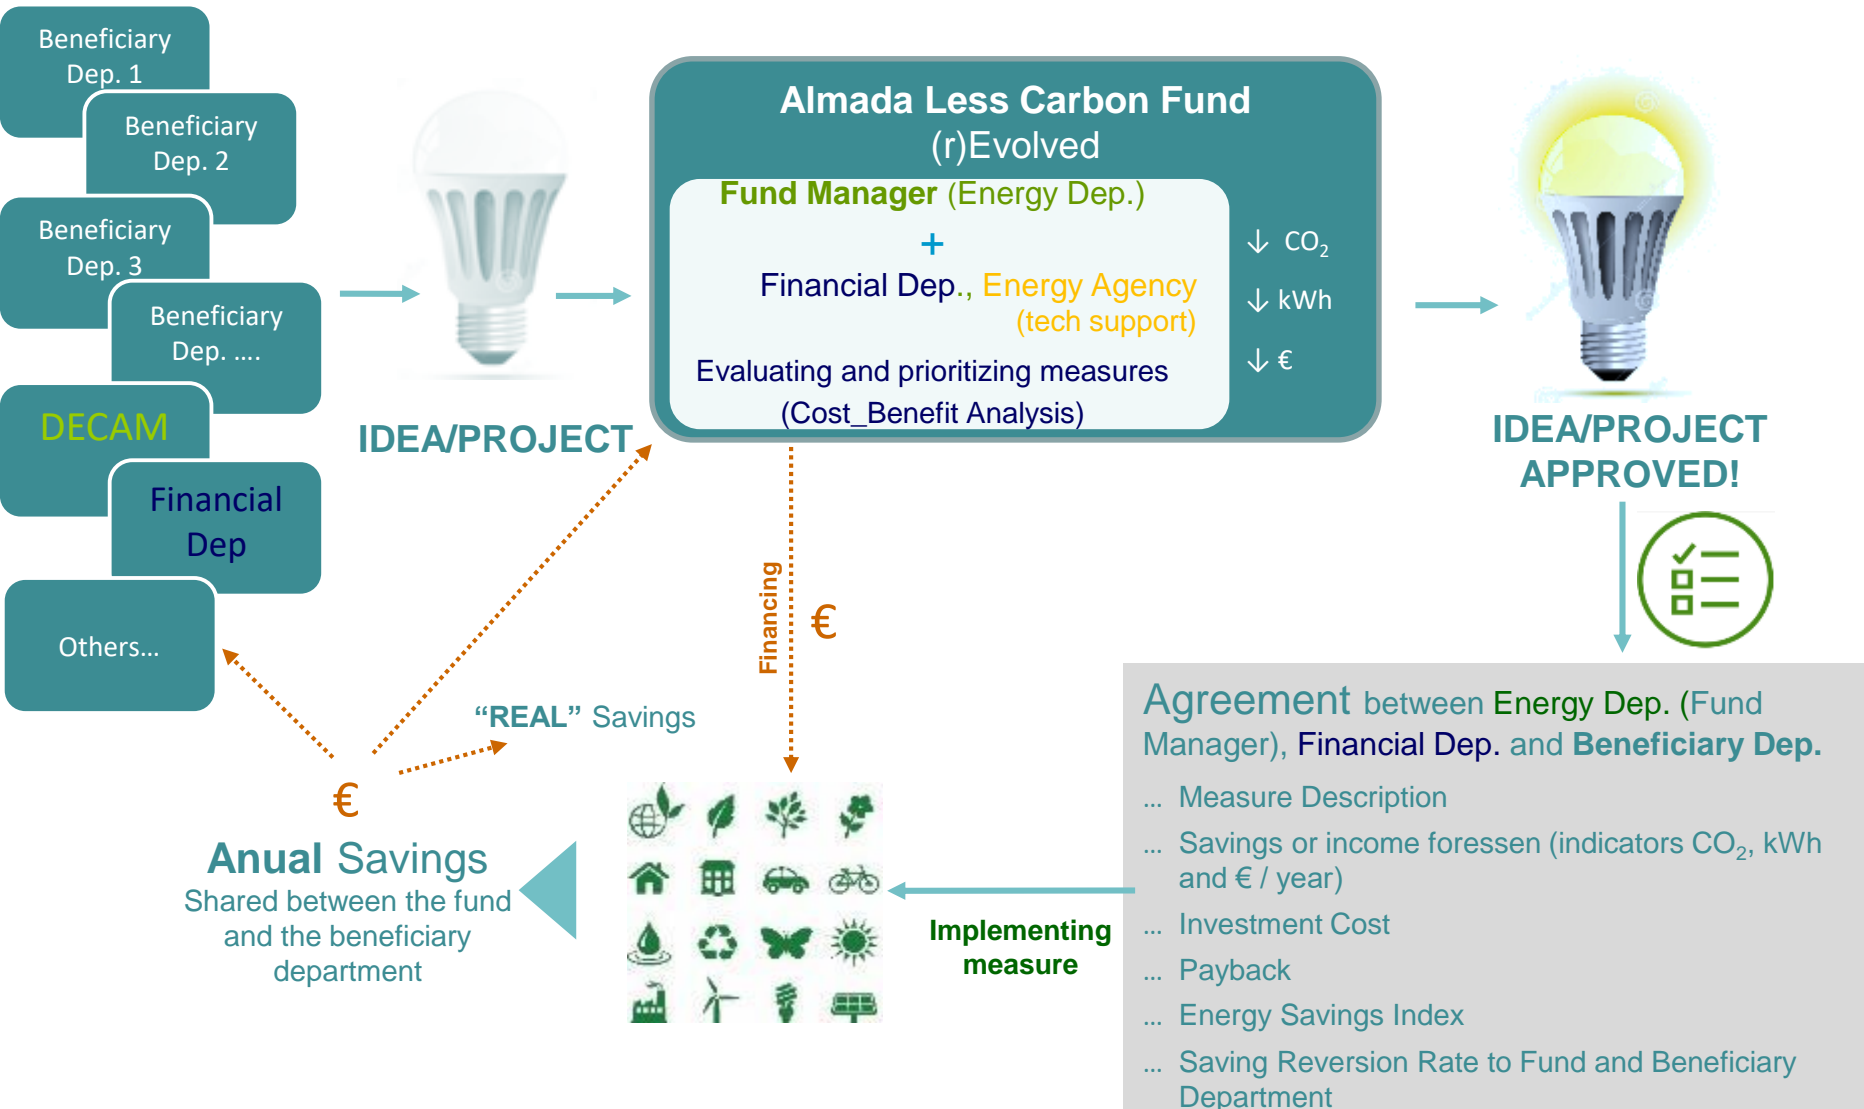 Beneficiary
Dep. 1
Beneficiary
Dep. 2
Beneficiary
Dep. 3
Beneficiary
Dep. ....
DECAM
Financial
Dep
Others...
IDEA/PROJECT
Almada Less Carbon Fund
(r)Evolved
Fund Manager (Energy Dep.)
+
Financial Dep., Energy Agency
(tech support)
Evaluating and prioritizing measures
(Cost_Benefit Analysis)
↓ CO₂
↓ kWh
↓ €
IDEA/PROJECT
APPROVED!
Financing
€
“REAL” Savings
€
Anual Savings
Shared between the fund
and the beneficiary
department
Implementing
measure
Agreement between Energy Dep. (Fund
Manager), Financial Dep. and Beneficiary Dep.
... Measure Description
... Savings or income foressen (indicators CO₂, kWh
and € / year)
... Investment Cost
... Payback
... Energy Savings Index
... Saving Reversion Rate to Fund and Beneficiary
Department